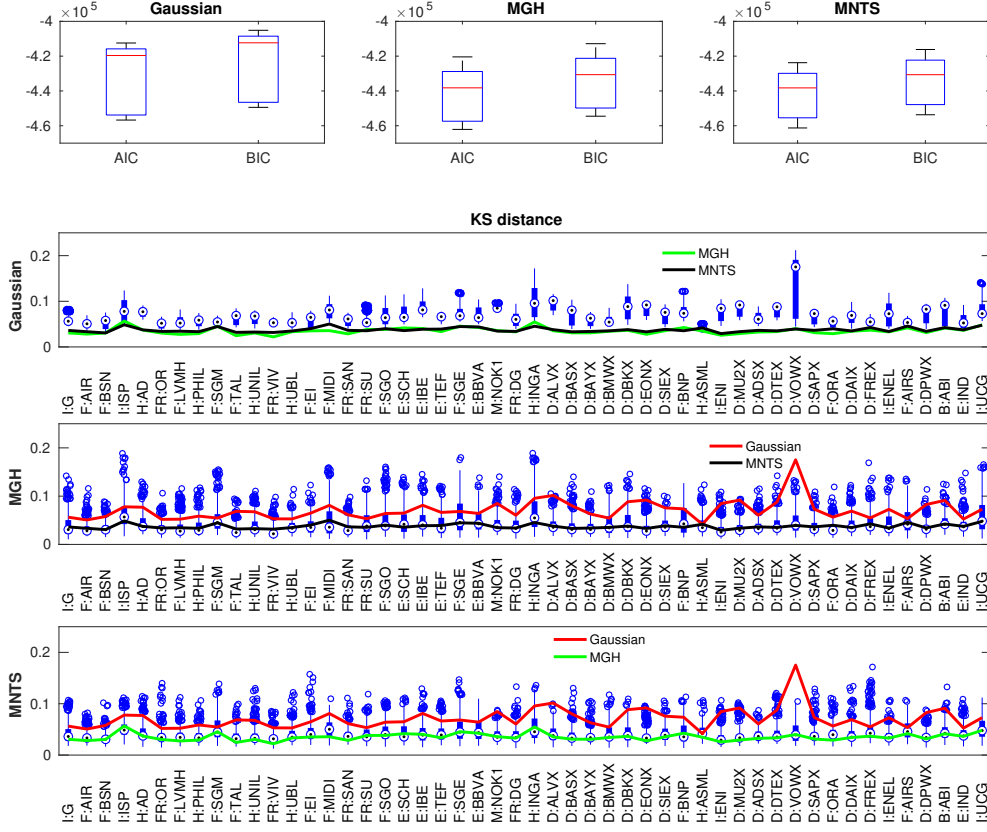 Gaussian
MGH
MNTS
×10⁵
×10⁵
×10⁵
-4
-4.2
-4.4
-4.6
AIC
BIC
-4
-4.2
-4.4
-4.6
AIC
BIC
-4
-4.2
-4.4
-4.6
AIC
BIC
KS distance
Gaussian
0.2
0.1
0
MGH
MNTS
I:G
F:AIR
F:BSN
I:ISP
H:AD
FR:OR
F:LVMH
H:PHIL
F:SGM
F:TAL
H:UNIL
FR:VIV
H:UBL
F:EI
F:MIDI
FR:SAN
FR:SU
F:SGO
E:SCH
E:IBE
E:TEF
F:SGE
E:BBVA
M:NOK1
FR:DG
H:INGA
D:ALVX
D:BASX
D:BAYX
D:BMWX
D:DBKX
D:EONX
D:SIEX
F:BNP
H:ASML
I:ENI
D:MU2X
D:ADSX
D:DTEX
D:VOWX
D:SAPX
F:ORA
D:DAIX
D:FREX
I:ENEL
F:AIRS
D:DPWX
B:ABI
E:IND
I:UCG
MGH
0.2
0.1
0
Gaussian
MNTS
I:G
F:AIR
F:BSN
I:ISP
H:AD
FR:OR
F:LVMH
H:PHIL
F:SGM
F:TAL
H:UNIL
FR:VIV
H:UBL
F:EI
F:MIDI
FR:SAN
FR:SU
F:SGO
E:SCH
E:IBE
E:TEF
F:SGE
E:BBVA
M:NOK1
FR:DG
H:INGA
D:ALVX
D:BASX
D:BAYX
D:BMWX
D:DBKX
D:EONX
D:SIEX
F:BNP
H:ASML
I:ENI
D:MU2X
D:ADSX
D:DTEX
D:VOWX
D:SAPX
F:ORA
D:DAIX
D:FREX
I:ENEL
F:AIRS
D:DPWX
B:ABI
E:IND
I:UCG
MNTS
0.2
0.1
0
Gaussian
MGH
I:G
F:AIR
F:BSN
I:ISP
H:AD
FR:OR
F:LVMH
H:PHIL
F:SGM
F:TAL
H:UNIL
FR:VIV
H:UBL
F:EI
F:MIDI
FR:SAN
FR:SU
F:SGO
E:SCH
E:IBE
E:TEF
F:SGE
E:BBVA
M:NOK1
FR:DG
H:INGA
D:ALVX
D:BASX
D:BAYX
D:BMWX
D:DBKX
D:EONX
D:SIEX
F:BNP
H:ASML
I:ENI
D:MU2X
D:ADSX
D:DTEX
D:VOWX
D:SAPX
F:ORA
D:DAIX
D:FREX
I:ENEL
F:AIRS
D:DPWX
B:ABI
E:IND
I:UCG